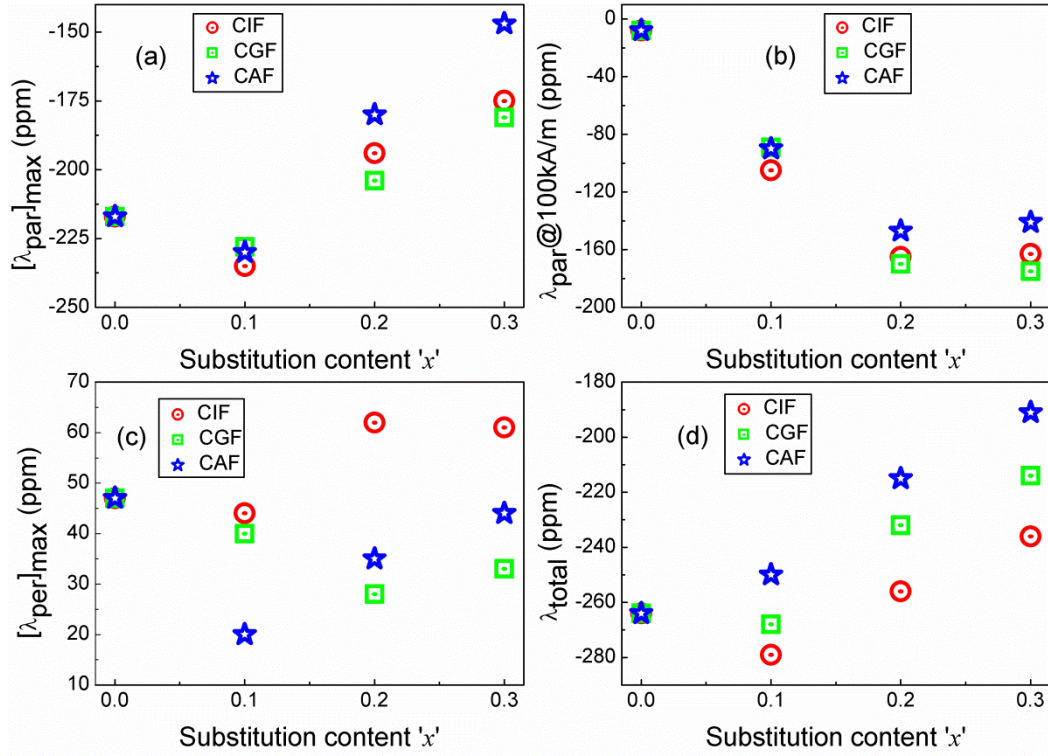 -150
-175
-200
-225
-250
[λpar]max (ppm)
CIF
CGF
CAF
(a)
0.0 0.1 0.2 0.3
Substitution content 'x'
0
-40
-80
-120
-160
-200
λpar@100kA/m (ppm)
CIF
CGF
CAF
(b)
0.0 0.1 0.2 0.3
Substitution content 'x'
70
60
50
40
30
20
10
[λper]max (ppm)
CIF
CGF
CAF
(c)
0.0 0.1 0.2 0.3
Substitution content 'x'
-180
-200
-220
-240
-260
-280
λtotal (ppm)
CIF
CGF
CAF
(d)
0.0 0.1 0.2 0.3
Substitution content 'x'